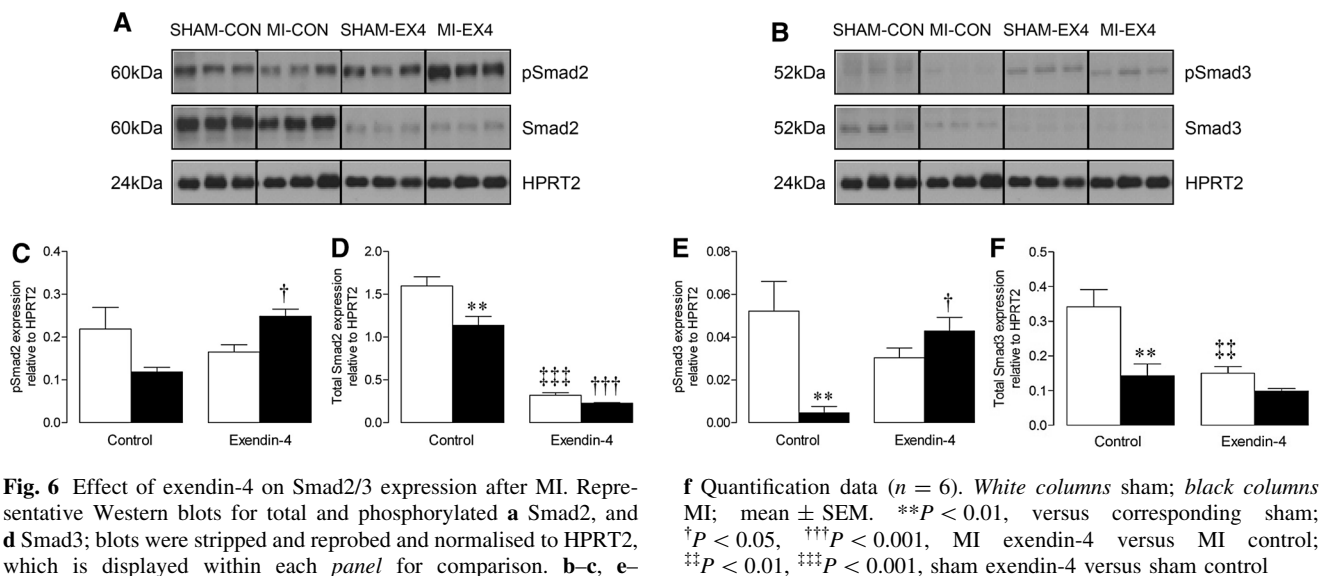 A
SHAM-CON MI-CON SHAM-EX4 MI-EX4
60kDa pSmad2
60kDa Smad2
24kDa HPRT2
B
SHAM-CON MI-CON SHAM-EX4 MI-EX4
52kDa pSmad3
52kDa Smad3
24kDa HPRT2
C
pSmad2 expression
relative to HPRT2
0.4
0.3
0.2
0.1
0.0
†
Control Exendin-4
D
Total Smad2 expression
relative to HPRT2
2.0
1.5
1.0
0.5
0.0
**
‡‡‡
‡‡‡
†††
Control Exendin-4
E
pSmad3 expression
relative to HPRT2
0.08
0.06
0.04
0.02
0.00
**
†
Control Exendin-4
F
Total Smad3 expression
relative to HPRT2
0.5
0.4
0.3
0.2
0.1
0.0
**
‡‡
‡‡
Control Exendin-4
Fig. 6 Effect of exendin-4 on Smad2/3 expression after MI. Repre-
sentative Western blots for total and phosphorylated a Smad2, and
d Smad3; blots were stripped and reprobed and normalised to HPRT2,
which is displayed within each panel for comparison. b–c, e–
f Quantification data (n = 6). White columns sham; black columns
MI; mean ± SEM. **P < 0.01, versus corresponding sham;
†P < 0.05, †††P < 0.001, MI exendin-4 versus MI control;
‡‡P < 0.01, ‡‡‡P < 0.001, sham exendin-4 versus sham control